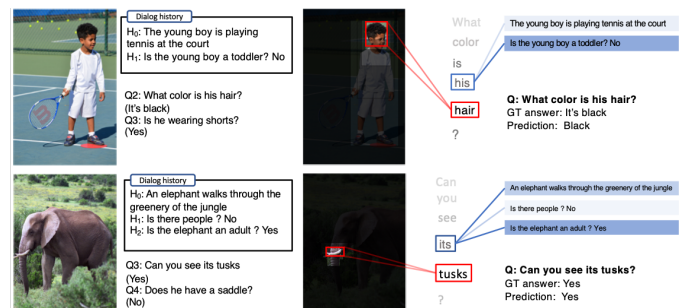 Dialog history
H0: The young boy is playing
tennis at the court
H1: Is the young boy a toddler? No
Q2: What color is his hair?
(It's black)
Q3: Is he wearing shorts?
(Yes)
What
color
is
his
hair
?
The young boy is playing tennis at the court
Is the young boy a toddler? No
Q: What color is his hair?
GT answer: It's black
Prediction: Black
Dialog history
H0: An elephant walks through the
greenery of the jungle
H1: Is there people ? No
H2: Is the elephant an adult ? Yes
Q3: Can you see its tusks
(Yes)
Q4: Does he have a saddle?
(No)
Can
you
see
its
tusks
?
An elephant walks through the greenery of the jungle
Is there people ? No
Is the elephant an adult ? Yes
Q: Can you see its tusks?
GT answer: Yes
Prediction: Yes